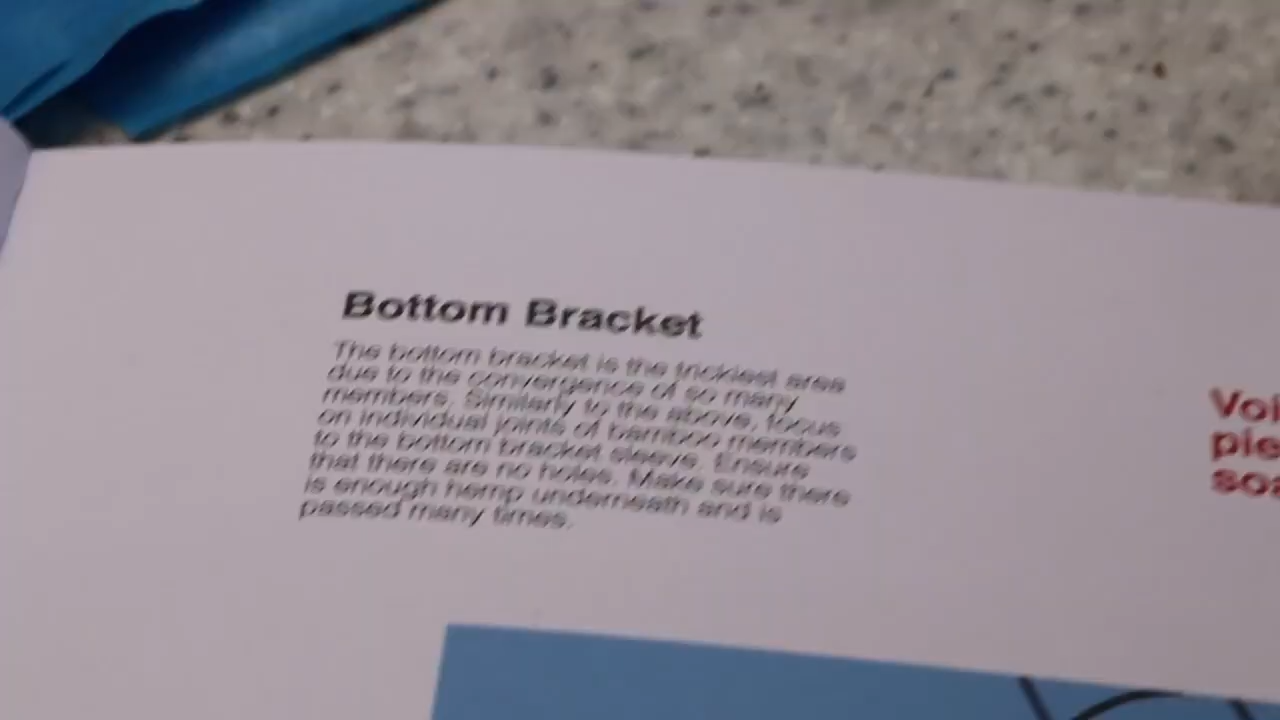 Bottom Bracket
The bottom bracket is the trickiest area
due to the convergence of so many
members. Similarly to the above, focus
on individual joints of bamboo members
to the bottom bracket sleeve. Ensure
that there are no holes. Make sure there
is enough hemp underneath and is
passed many times.